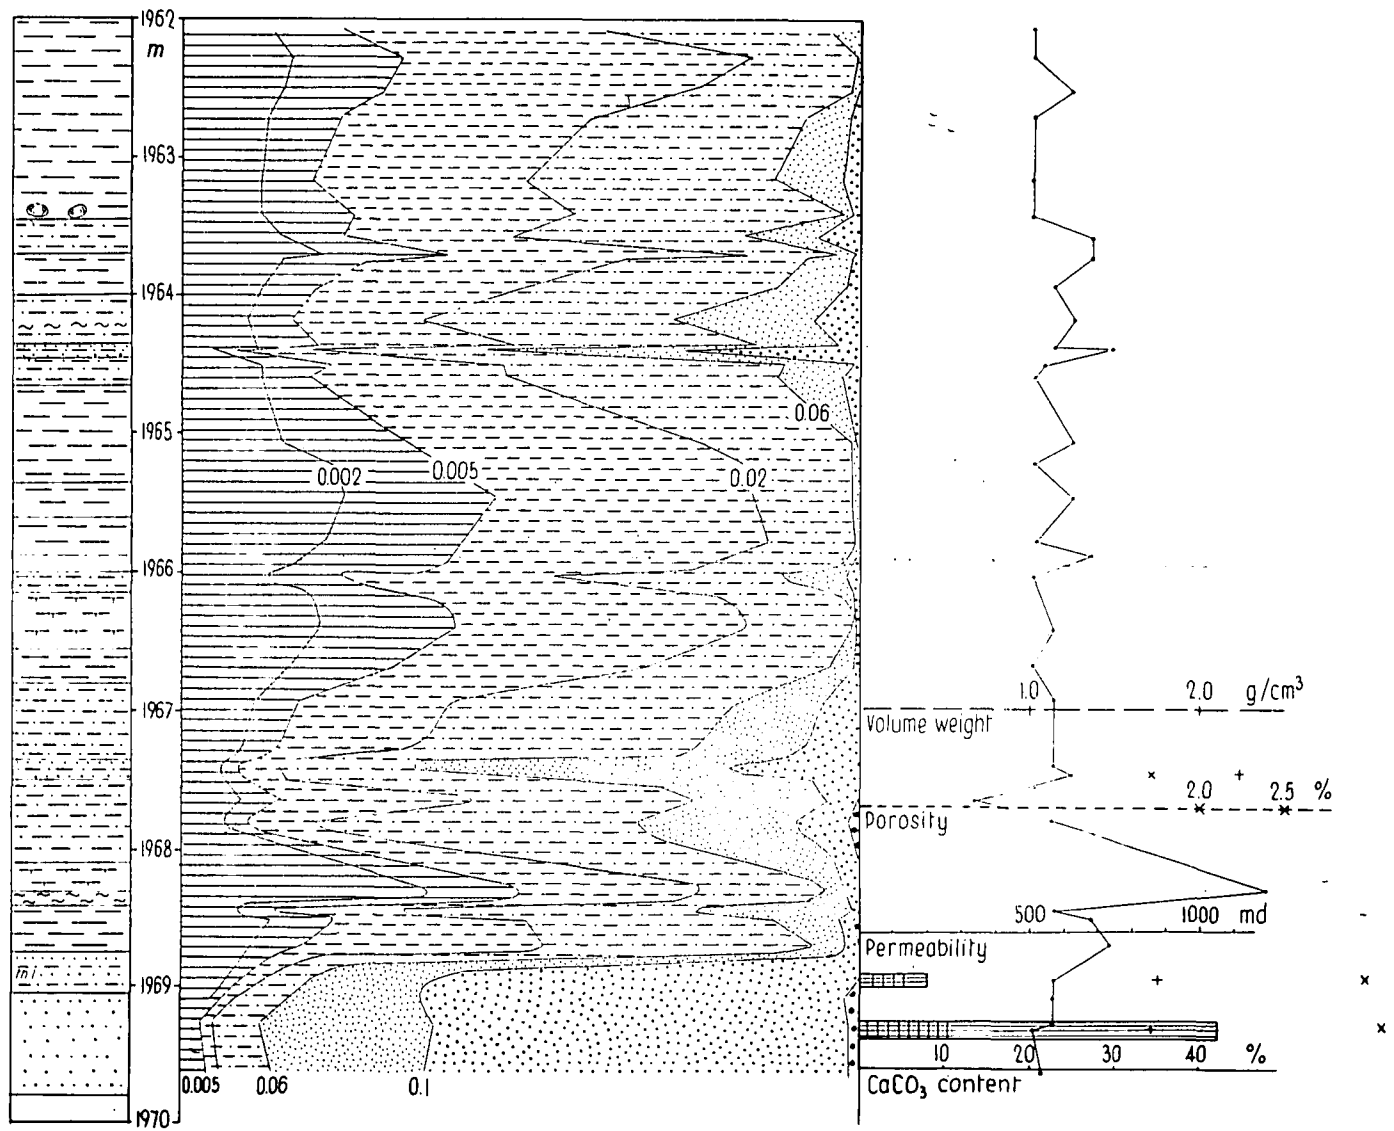 1962
m
1963
1964
0.06
1965
0.002
0.005
0.02
1966
1.0 2.0 g/cm³
1967
Volume weight
2.0 2.5 %
Porosity
1968
500 1000 md
Permeability
mi
1969
10 20 30 40 %
0.005 0.06 0.1
CaCO₃ content
1970